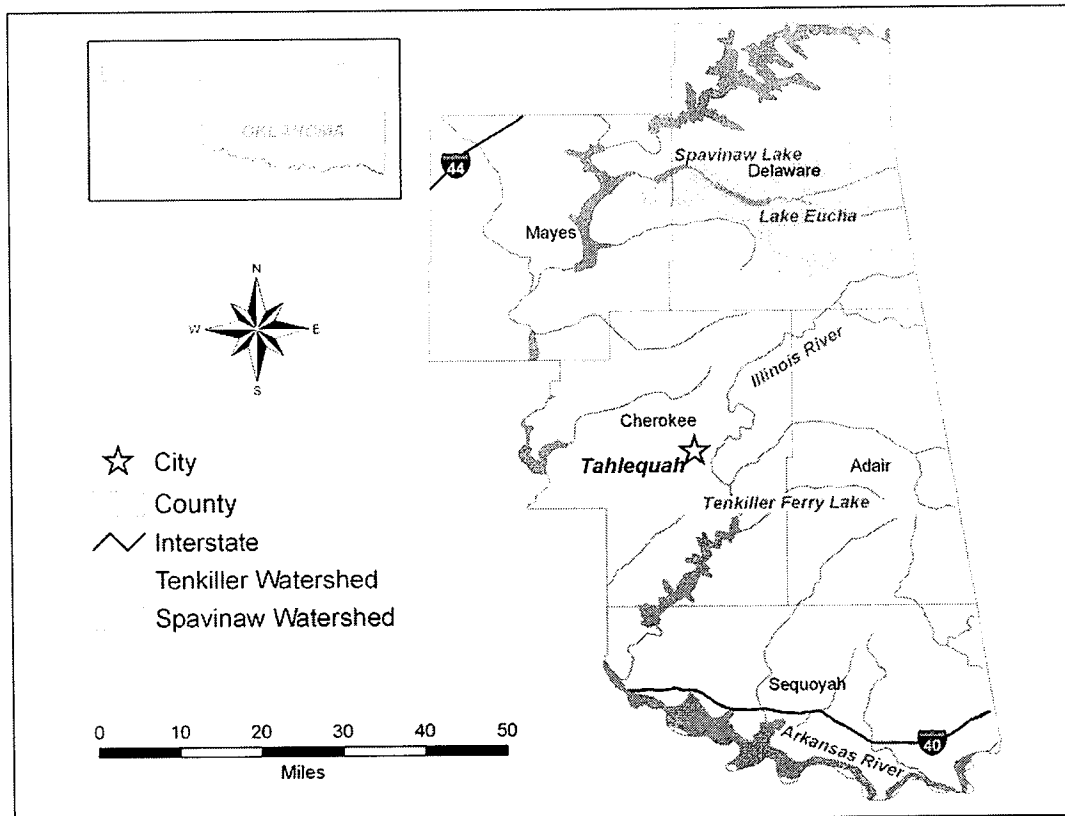 OKLAHOMA
44
Spavinaw Lake
Delaware
Lake Eucha
Mayes
N
W
E
S
Illinois River
Cherokee
Tahlequah
Adair
Tenkiller Ferry Lake
City
County
Interstate
Tenkiller Watershed
Spavinaw Watershed
Sequoyah
0 10 20 30 40 50
Miles
Arkansas River
40